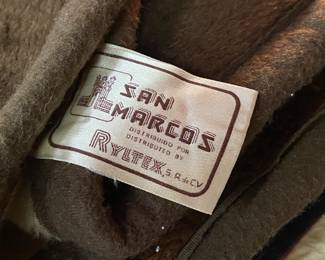 SAN
MARCOS
DISTRIBUIDO POR
DISTRIBUTED BY
RYLTEX, S.A. de C.V.